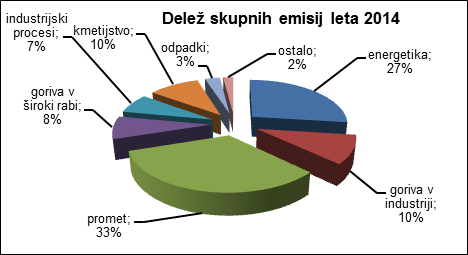 Delež skupnih emisij leta 2014
industrijski
procesi;
7%
kmetijstvo;
10%
odpadki;
3%
ostalo;
2%
energetika;
27%
goriva v
široki rabi;
8%
goriva v
industriji;
10%
promet;
33%